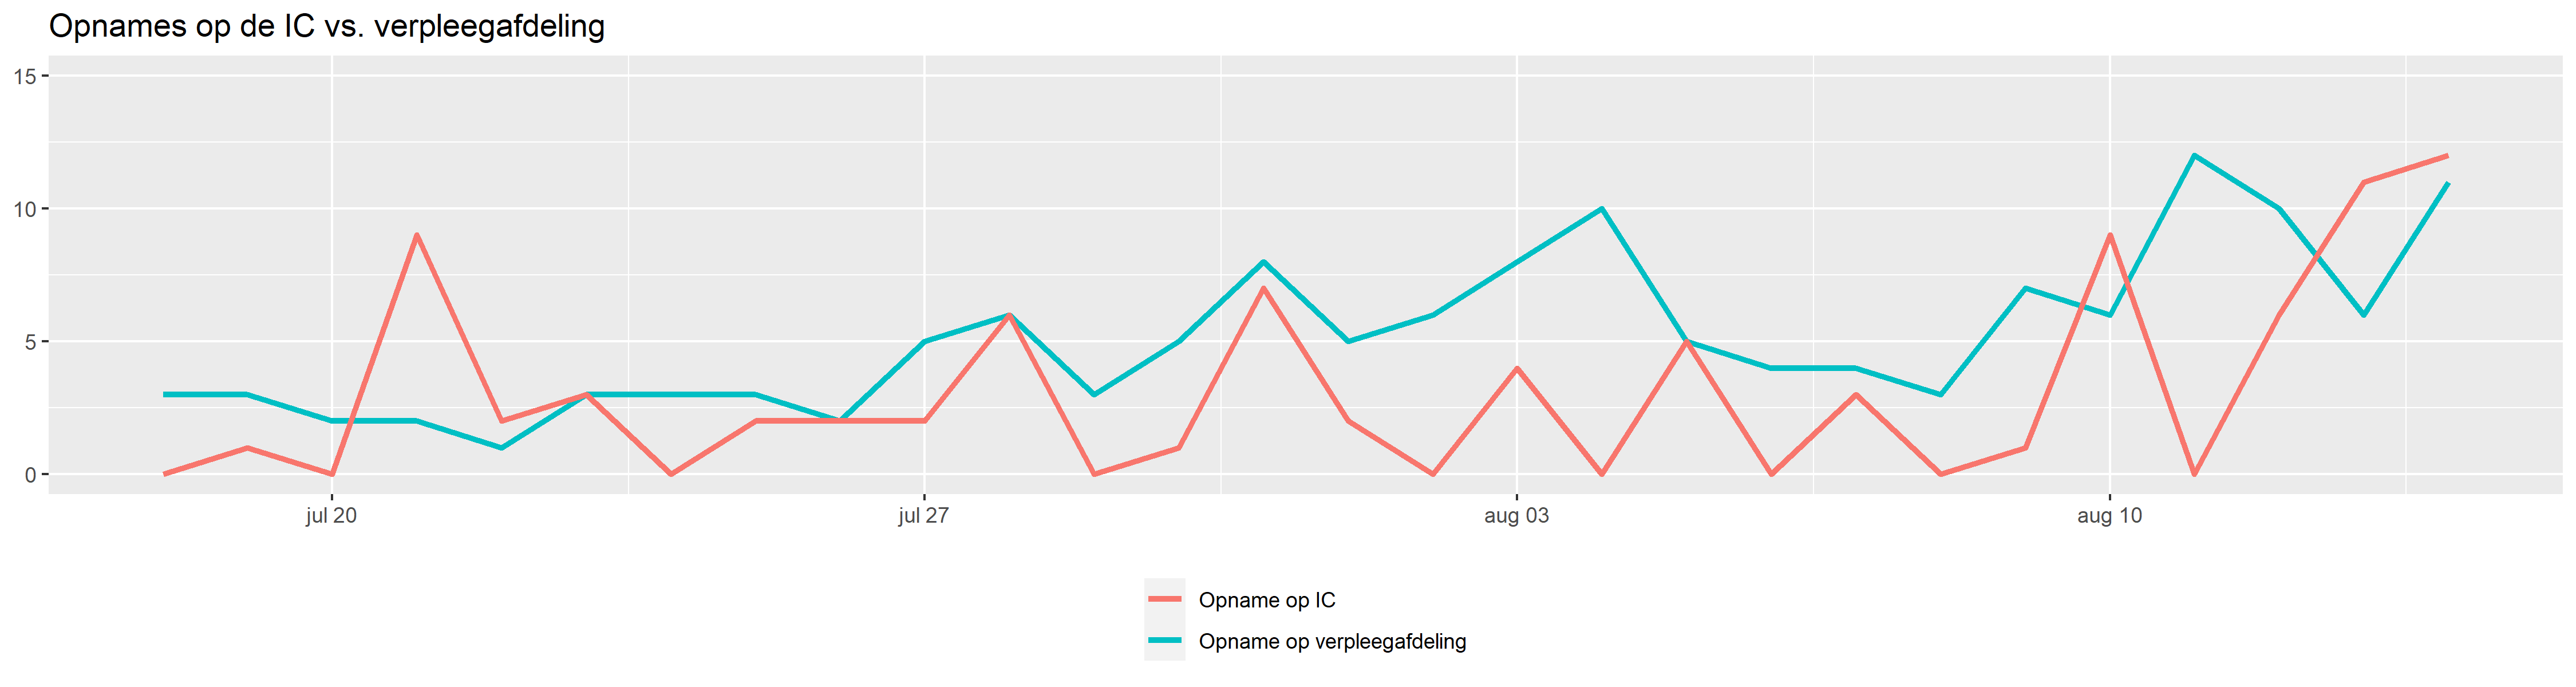 Opnames op de IC vs. verpleegafdeling
15
10
5
0
jul 20 jul 27 aug 03 aug 10
Opname op IC
Opname op verpleegafdeling